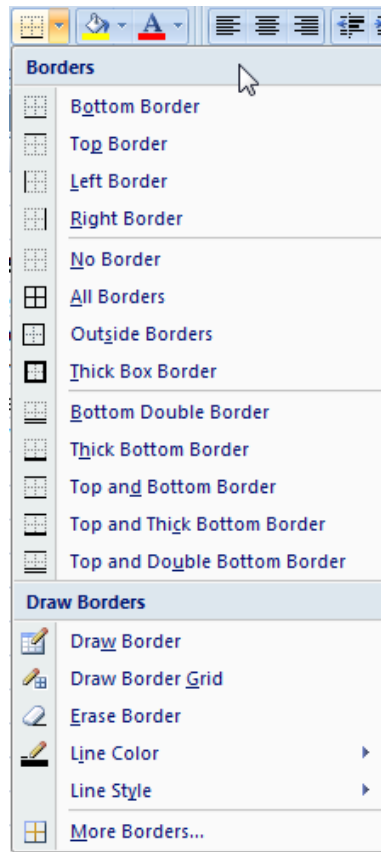 A
Borders
Bottom Border
Top Border
Left Border
Right Border
No Border
All Borders
Outside Borders
Thick Box Border
Bottom Double Border
Thick Bottom Border
Top and Bottom Border
Top and Thick Bottom Border
Top and Double Bottom Border
Draw Borders
Draw Border
Draw Border Grid
Erase Border
Line Color
Line Style
More Borders...